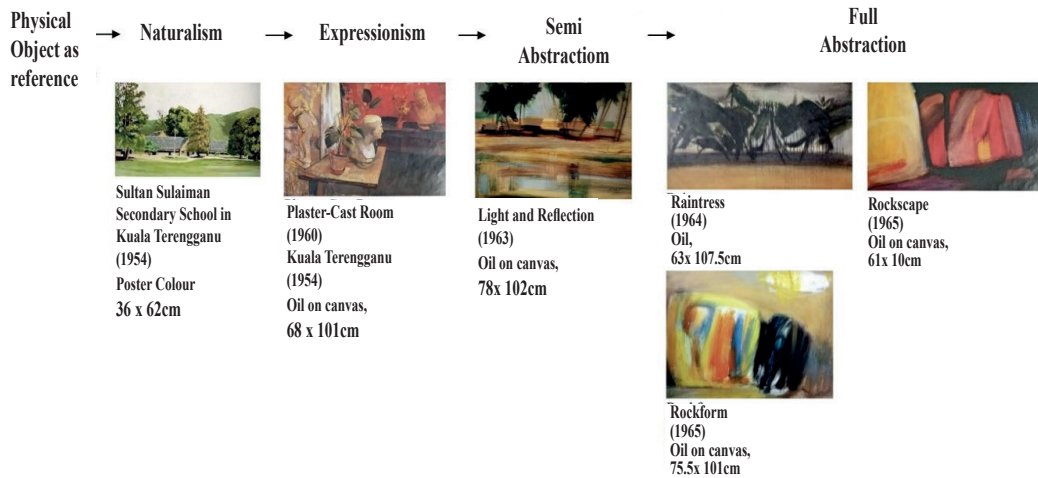 Physical
Object as
reference
Naturalism
Expressionism
Semi
Abstractiom
Full
Abstraction
Sultan Sulaiman
Secondary School in
Kuala Terengganu
(1954)
Poster Colour
36 x 62cm
Plaster-Cast Room
(1960)
Kuala Terengganu
(1954)
Oil on canvas,
68 x 101cm
Light and Reflection
(1963)
Oil on canvas,
78x 102cm
Raintress
(1964)
Oil,
63x 107.5cm
Rockscape
(1965)
Oil on canvas,
61x 10cm
Rockform
(1965)
Oil on canvas,
75.5x 101cm